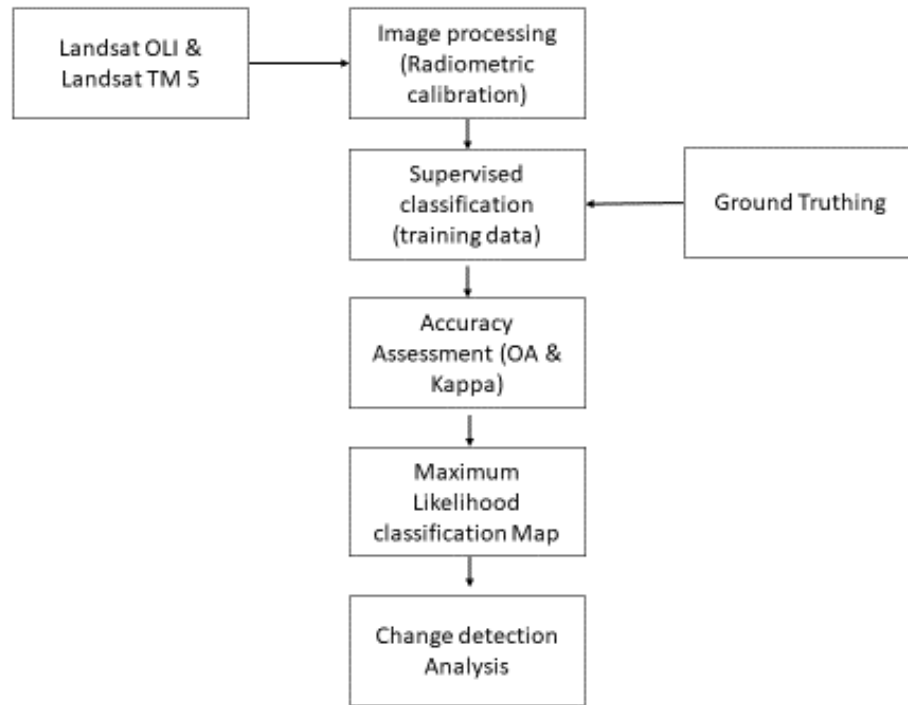 Landsat OLI &
Landsat TM 5
Image processing
(Radiometric
calibration)
Supervised
classification
(training data)
Ground Truthing
Accuracy
Assessment (OA &
Kappa)
Maximum
Likelihood
classification Map
Change detection
Analysis